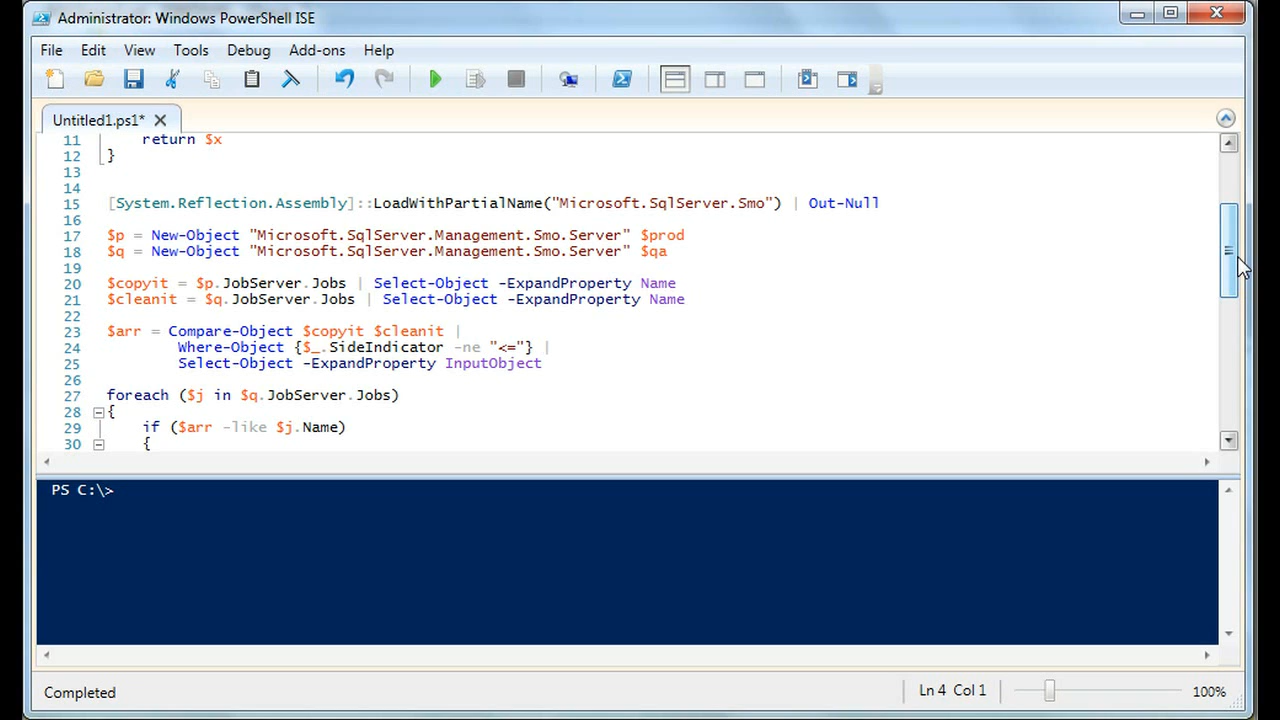 Administrator: Windows PowerShell ISE
File Edit View Tools Debug Add-ons Help
Untitled1.ps1*
11 return $x
12 }
13
14
15 [System.Reflection.Assembly]::LoadWithPartialName("Microsoft.SqlServer.Smo") | Out-Null
16
17 $p = New-Object "Microsoft.SqlServer.Management.Smo.Server" $prod
18 $q = New-Object "Microsoft.SqlServer.Management.Smo.Server" $qa
19
20 $copyit = $p.JobServer.Jobs | Select-Object -ExpandProperty Name
21 $cleanit = $q.JobServer.Jobs | Select-Object -ExpandProperty Name
22
23 $arr = Compare-Object $copyit $cleanit |
24 Where-Object {$_.SideIndicator -ne "<="} |
25 Select-Object -ExpandProperty InputObject
26
27 foreach ($j in $q.JobServer.Jobs)
28 {
29 if ($arr -like $j.Name)
30 {
PS C:\>
Completed Ln 4 Col 1 100%